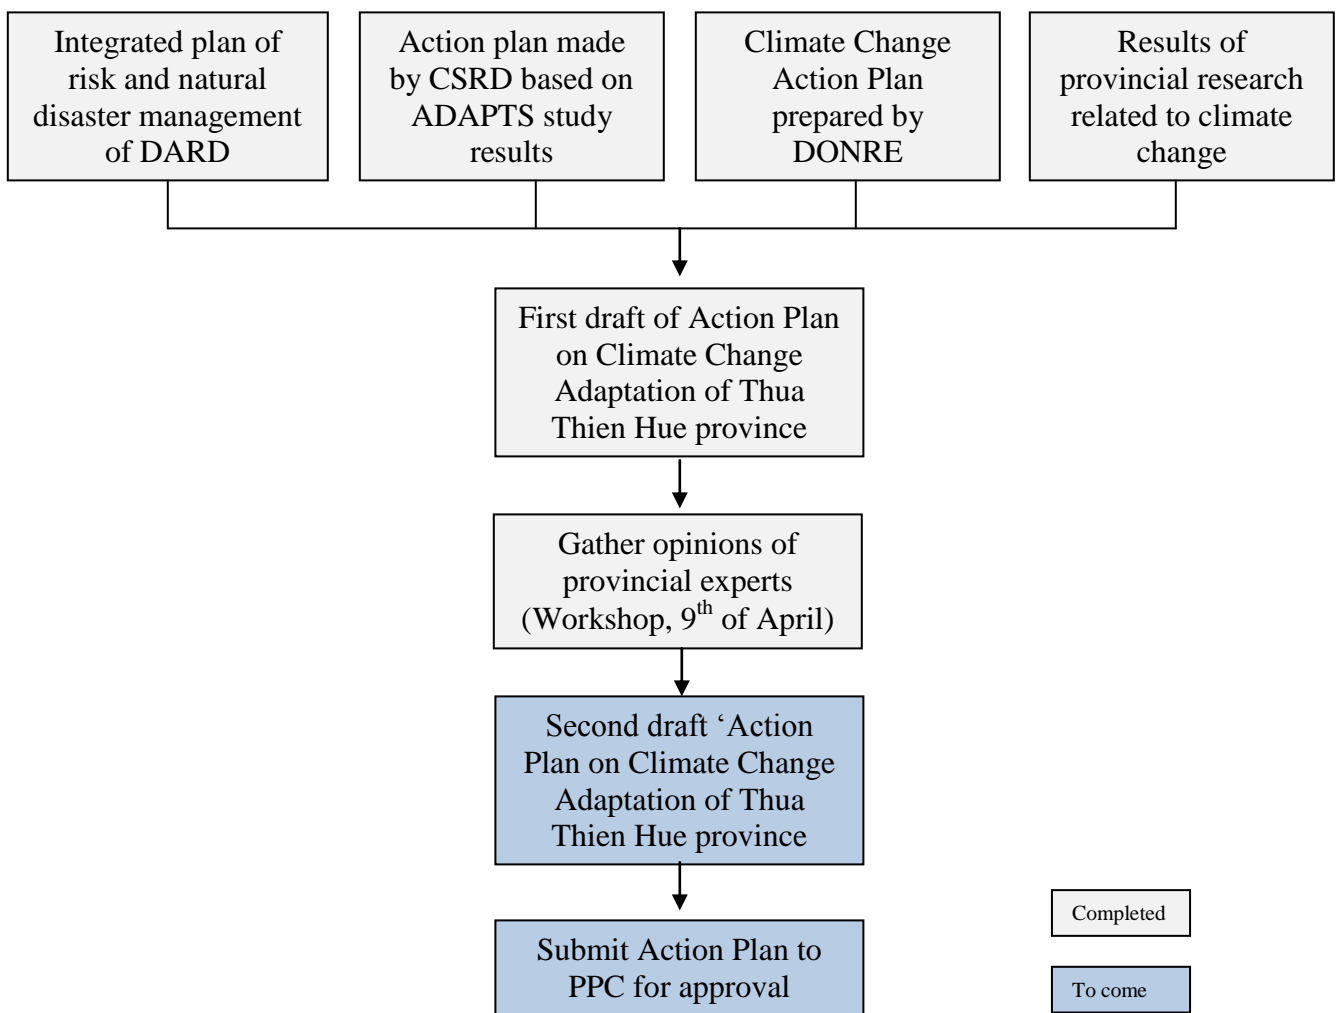 Integrated plan of
risk and natural
disaster management
of DARD
Action plan made
by CSRD based on
ADAPTS study
results
Climate Change
Action Plan
prepared by
DONRE
Results of
provincial research
related to climate
change
First draft of Action Plan
on Climate Change
Adaptation of Thua
Thien Hue province
Gather opinions of
provincial experts
(Workshop, 9th of April)
Second draft ‘Action
Plan on Climate Change
Adaptation of Thua
Thien Hue province
Submit Action Plan to
PPC for approval
Completed
To come